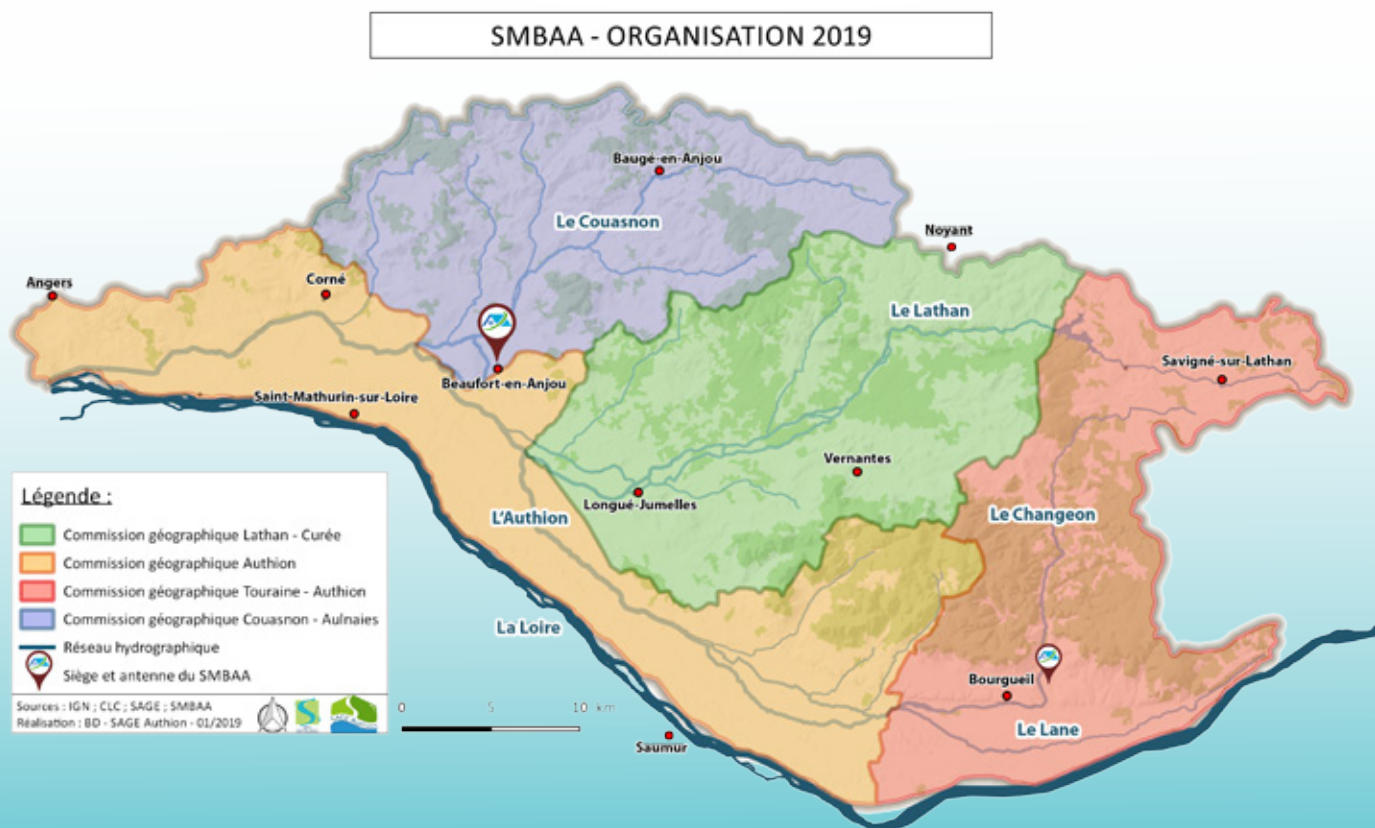 SMBAA - ORGANISATION 2019
Baugé-en-Anjou
Le Couasnon
Noyant
Angers
Corné
Le Lathan
Savigné-sur-Lathan
Beaufort-en-Anjou
Saint-Mathurin-sur-Loire
Vernantes
Longué-Jumelles
L'Authion
Le Changeon
La Loire
Bourgueil
Le Lane
Saumur
0 5 10 km
Légende :
Commission géographique Lathan - Curée
Commission géographique Authion
Commission géographique Touraine - Authion
Commission géographique Couasnon - Aulnaies
Réseau hydrographique
Siège et antenne du SMBAA
Sources : IGN ; CLC ; SAGE ; SMBAA
Réalisation : BD - SAGE Authion - 01/2019